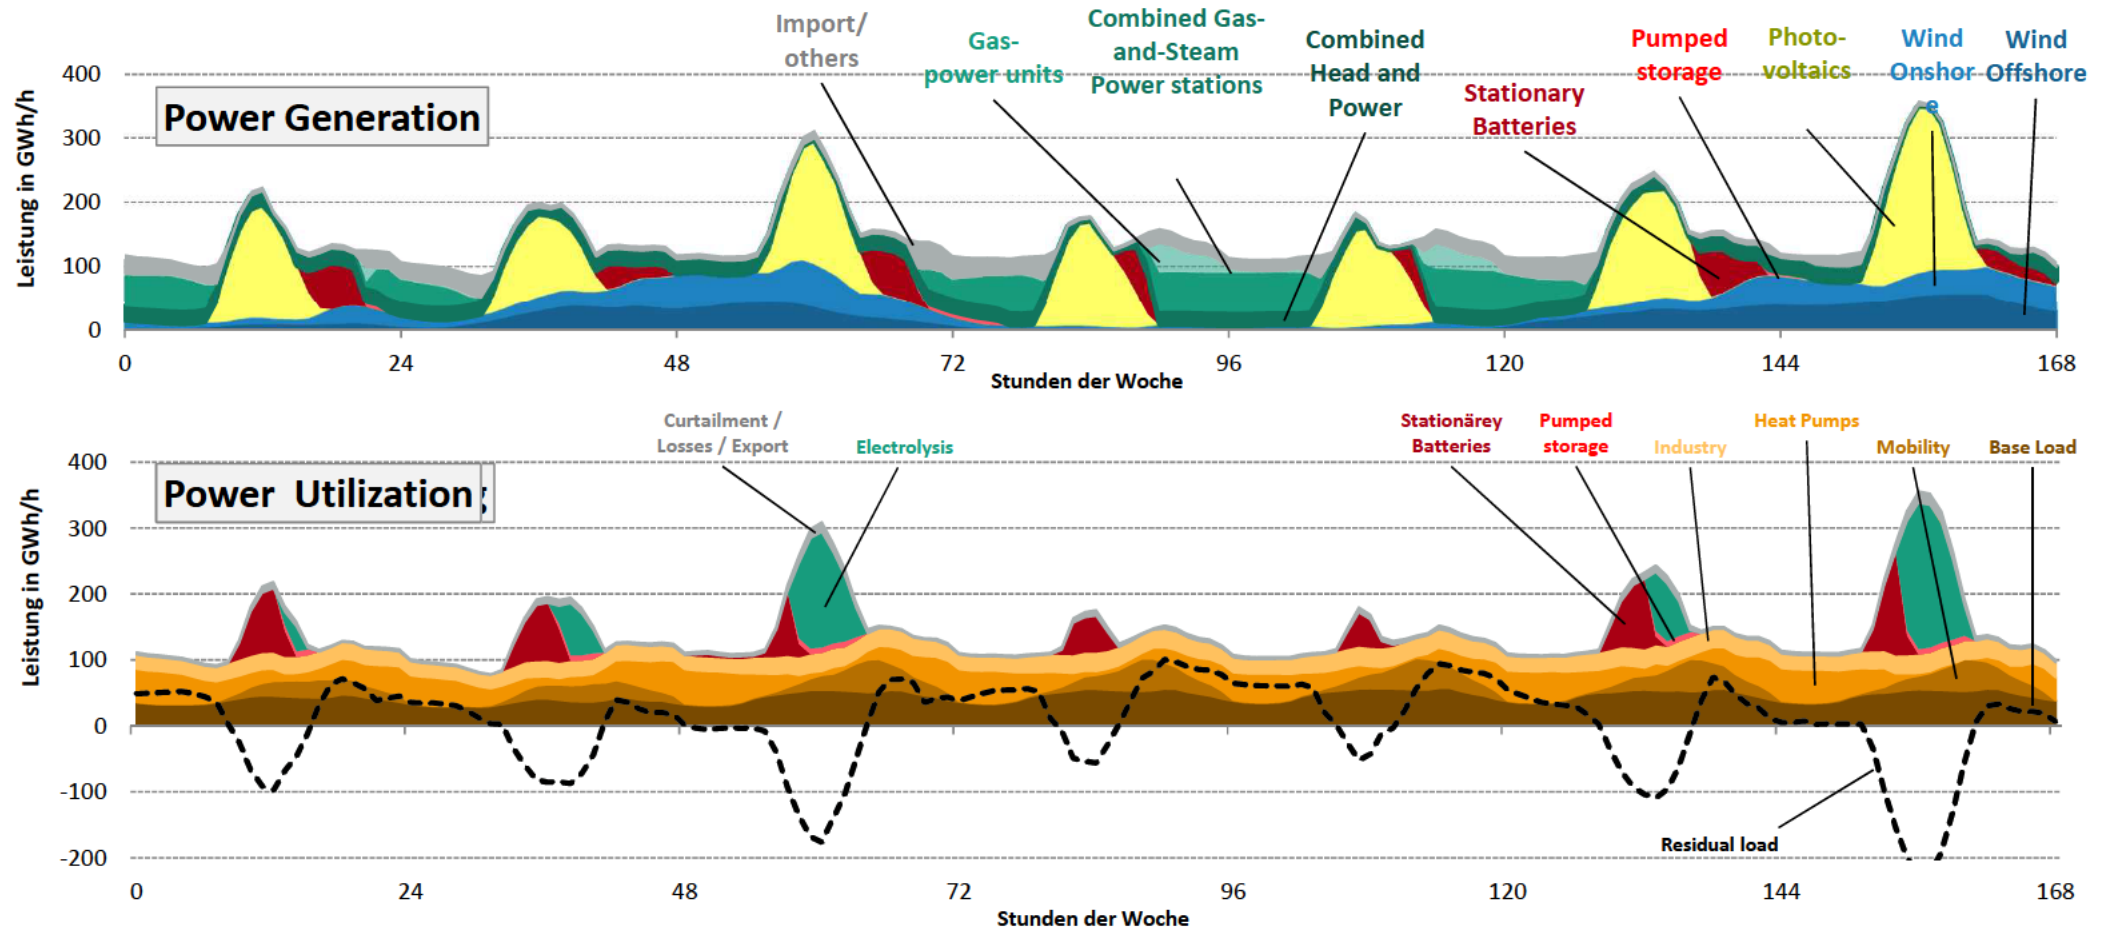 Import/
others
Gas-
power units
Combined Gas-
and-Steam
Power stations
Combined
Head and
Power
Stationary
Batteries
Pumped
storage
Photo-
voltaics
Wind
Onshor
e
Wind
Offshore
Power Generation
Leistung in GWh/h
400
300
200
100
0
0 24 48 72 96 120 144 168
Stunden der Woche
Curtailment /
Losses / Export
Electrolysis
Stationärey
Batteries
Pumped
storage
Industry
Heat Pumps
Mobility
Base Load
Power Utilization
Leistung in GWh/h
400
300
200
100
0
-100
-200
Residual load
0 24 48 72 96 120 144 168
Stunden der Woche